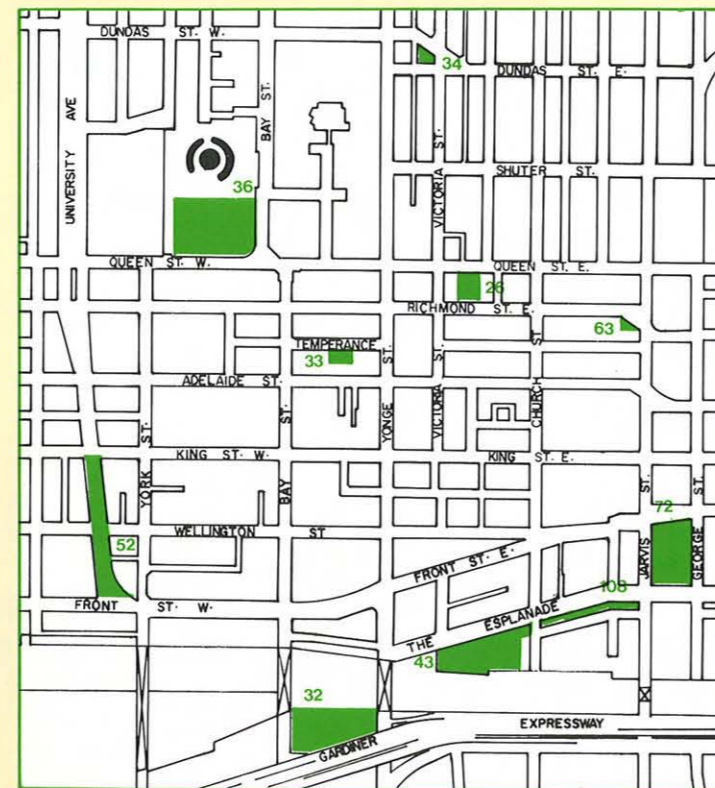 DUNDAS ST. W.
34
DUNDAS ST. E.
UNIVERSITY AVE
BAY ST.
VICTORIA ST.
SHUTER ST.
36
QUEEN ST. W.
QUEEN ST. E.
26
RICHMOND ST. E.
63
TEMPERANCE
33
ADELAIDE ST.
YONGE ST.
VICTORIA ST.
CHURCH ST.
BAY ST.
YORK ST.
KING ST. W.
KING ST. E.
WELLINGTON ST
52
72
JARVIS ST.
GEORGE ST.
FRONT ST. E.
FRONT ST. W.
108
THE ESPLANADE
43
32
GARDINER EXPRESSWAY